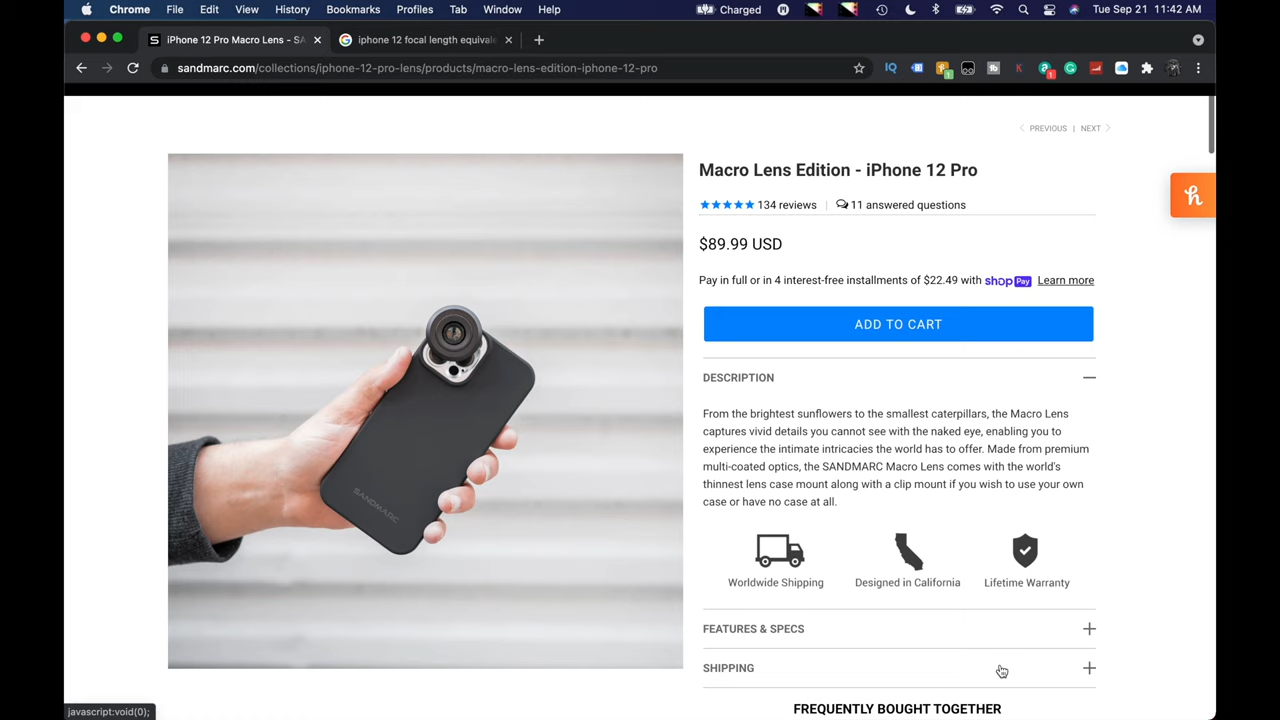 Chrome File Edit View History Bookmarks Profiles Tab Window Help Charged Tue Sep 21 11:42 AM
iPhone 12 Pro Macro Lens - SA
iphone 12 focal length equivale
sandmarc.com/collections/iphone-12-pro-lens/products/macro-lens-edition-iphone-12-pro
PREVIOUS | NEXT
Macro Lens Edition - iPhone 12 Pro
134 reviews | 11 answered questions
$89.99 USD
Pay in full or in 4 interest-free installments of $22.49 with shop Pay Learn more
ADD TO CART
DESCRIPTION
From the brightest sunflowers to the smallest caterpillars, the Macro Lens
captures vivid details you cannot see with the naked eye, enabling you to
experience the intimate intricacies the world has to offer. Made from premium
multi-coated optics, the SANDMARC Macro Lens comes with the world's
thinnest lens case mount along with a clip mount if you wish to use your own
case or have no case at all.
Worldwide Shipping Designed in California Lifetime Warranty
FEATURES & SPECS
SHIPPING
FREQUENTLY BOUGHT TOGETHER
SANDMARC
javascript:void(0);